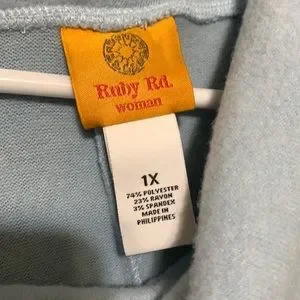 Ruby Rd.
woman
1X
74% POLYESTER
23% RAYON
3% SPANDEX
MADE IN
PHILIPPINES